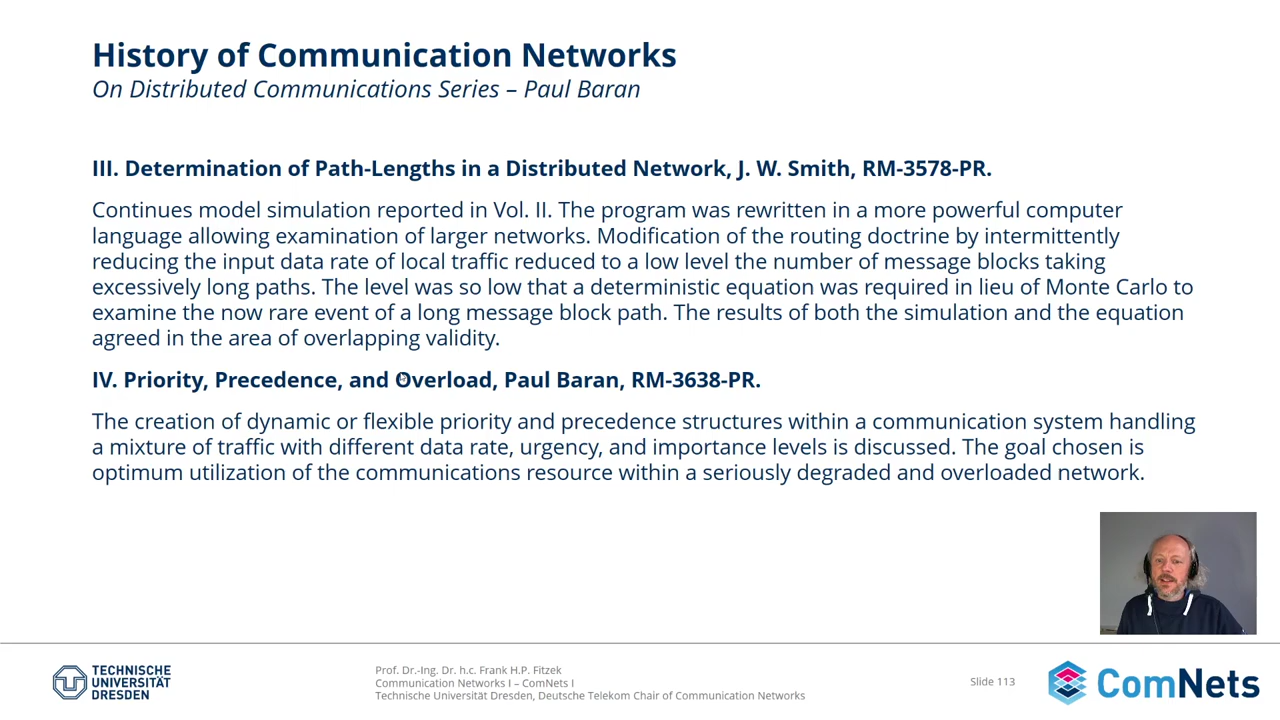 History of Communication Networks
On Distributed Communications Series – Paul Baran
III. Determination of Path-Lengths in a Distributed Network, J. W. Smith, RM-3578-PR.
Continues model simulation reported in Vol. II. The program was rewritten in a more powerful computer
language allowing examination of larger networks. Modification of the routing doctrine by intermittently
reducing the input data rate of local traffic reduced to a low level the number of message blocks taking
excessively long paths. The level was so low that a deterministic equation was required in lieu of Monte Carlo to
examine the now rare event of a long message block path. The results of both the simulation and the equation
agreed in the area of overlapping validity.
IV. Priority, Precedence, and Overload, Paul Baran, RM-3638-PR.
The creation of dynamic or flexible priority and precedence structures within a communication system handling
a mixture of traffic with different data rate, urgency, and importance levels is discussed. The goal chosen is
optimum utilization of the communications resource within a seriously degraded and overloaded network.
TECHNISCHE
UNIVERSITÄT
DRESDEN
Prof. Dr.-Ing. Dr. h.c. Frank H.P. Fitzek
Communication Networks I – ComNets I
Technische Universität Dresden, Deutsche Telekom Chair of Communication Networks
Slide 113
ComNets